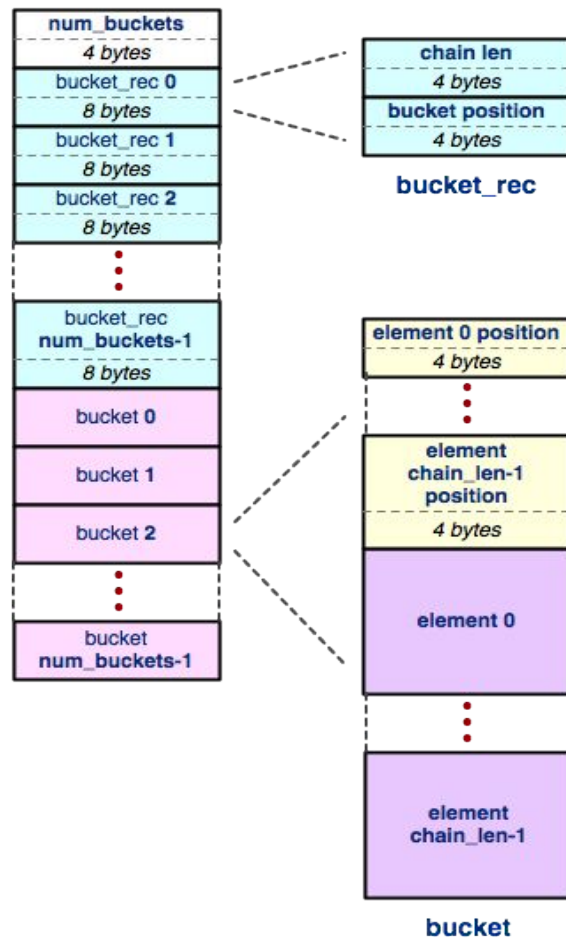 num_buckets
4 bytes
bucket_rec 0
8 bytes
bucket_rec 1
8 bytes
bucket_rec 2
8 bytes
bucket_rec
num_buckets-1
8 bytes
bucket 0
bucket 1
bucket 2
bucket
num_buckets-1
chain len
4 bytes
bucket position
4 bytes
bucket_rec
element 0 position
4 bytes
element
chain_len-1
position
4 bytes
element 0
element
chain_len-1
bucket